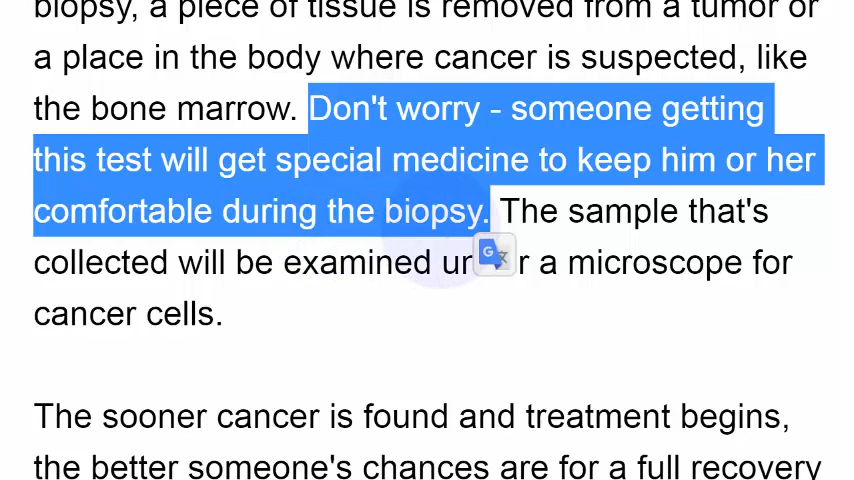 biopsy, a piece of tissue is removed from a tumor or
a place in the body where cancer is suspected, like
the bone marrow. Don't worry - someone getting
this test will get special medicine to keep him or her
comfortable during the biopsy. The sample that's
collected will be examined un r a microscope for
cancer cells.
The sooner cancer is found and treatment begins,
the better someone's chances are for a full recovery